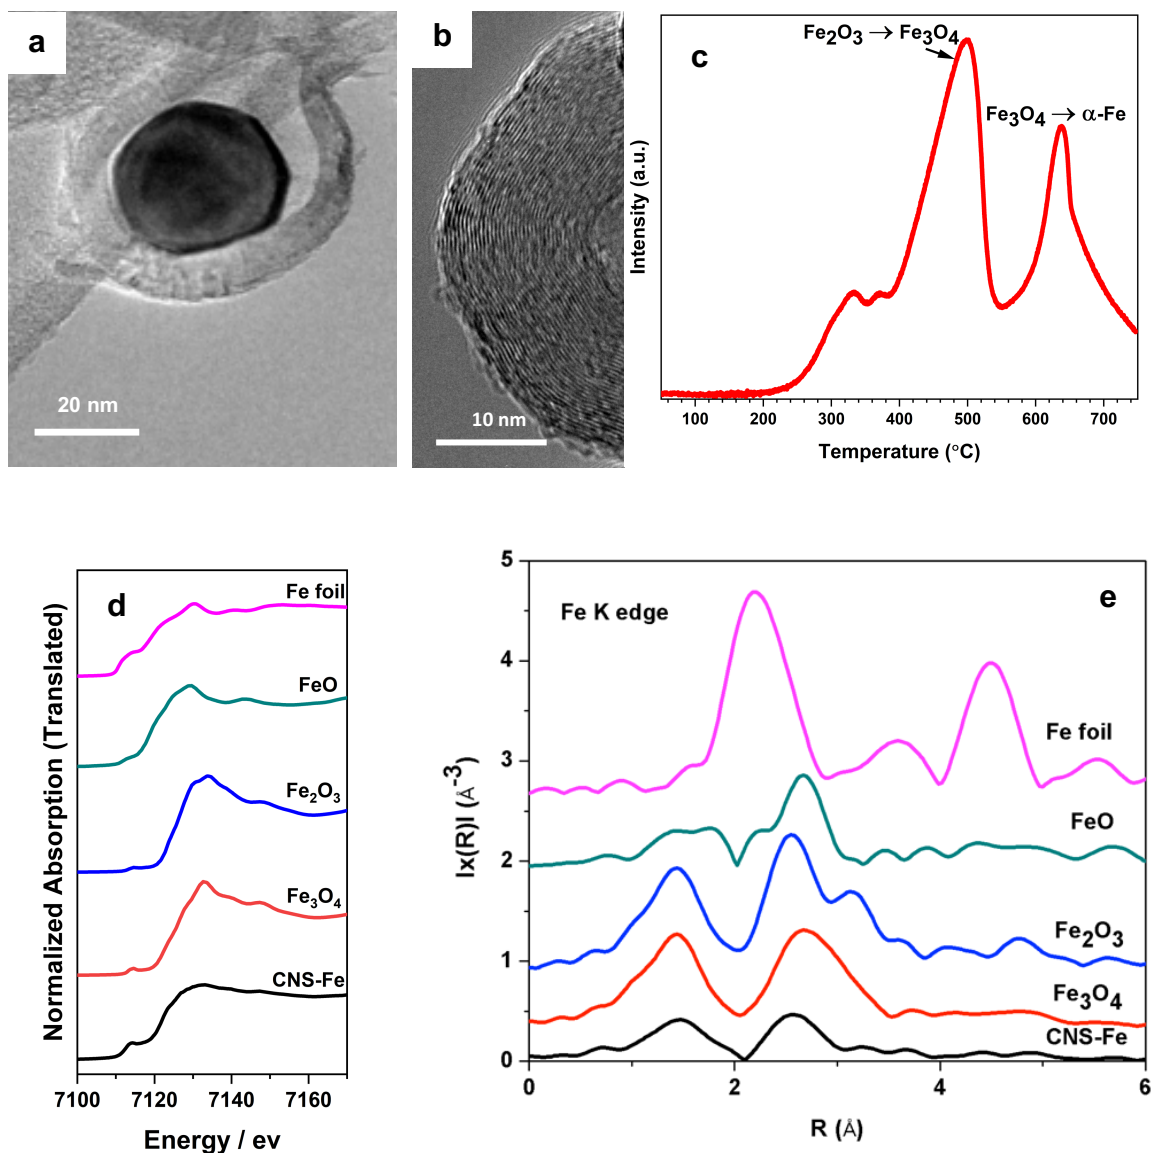 a
20 nm
b
10 nm
c
Fe₂O₃ → Fe₃O₄
Fe₃O₄ → α-Fe
Intensity (a.u.)
100 200 300 400 500 600 700
Temperature (°C)
d
Fe foil
FeO
Fe₂O₃
Fe₃O₄
CNS-Fe
Normalized Absorption (Translated)
7100 7120 7140 7160
Energy / ev
e
Fe K edge
Fe foil
FeO
Fe₂O₃
Fe₃O₄
CNS-Fe
5
4
3
2
1
0
Ix(R)I (Å⁻³)
0 2 4 6
R (Å)